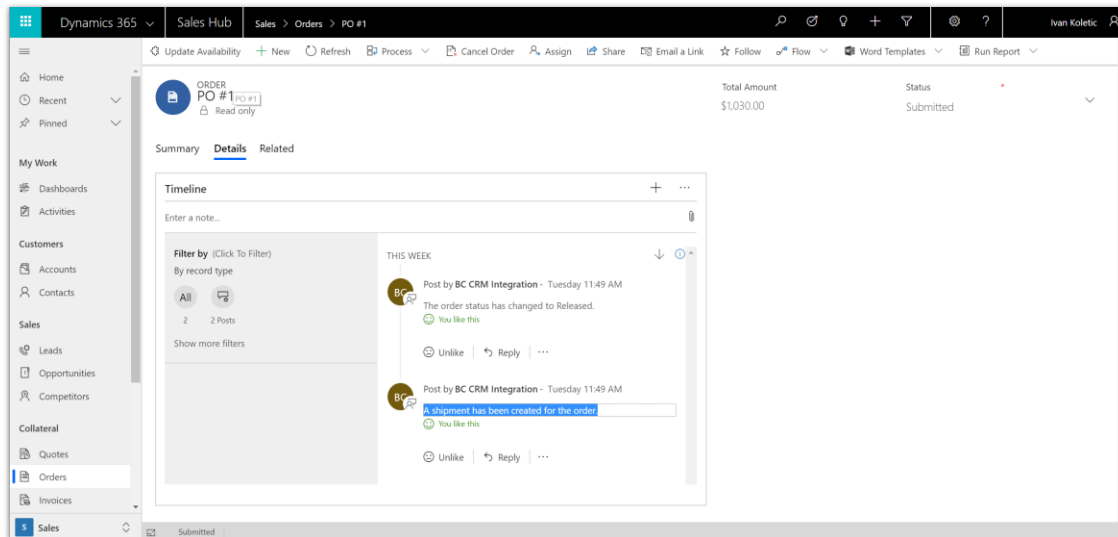 Dynamics 365
Sales Hub
Sales > Orders > PO #1
Ivan Koletic
Update Availability
New
Refresh
Process
Cancel Order
Assign
Share
Email a Link
Follow
Flow
Word Templates
Run Report
Home
Recent
Pinned
My Work
Dashboards
Activities
Customers
Accounts
Contacts
Sales
Leads
Opportunities
Competitors
Collateral
Quotes
Orders
Invoices
S Sales
ORDER
PO #1
PO #1
Read only
Total Amount
$1,030.00
Status *
Submitted
Summary
Details
Related
Timeline
Enter a note...
Filter by (Click To Filter)
By record type
All
2
2 Posts
Show more filters
THIS WEEK
BC
Post by BC CRM Integration - Tuesday 11:49 AM
The order status has changed to Released.
You like this
Unlike
Reply
BC
Post by BC CRM Integration - Tuesday 11:49 AM
A shipment has been created for the order.
You like this
Unlike
Reply
Submitted